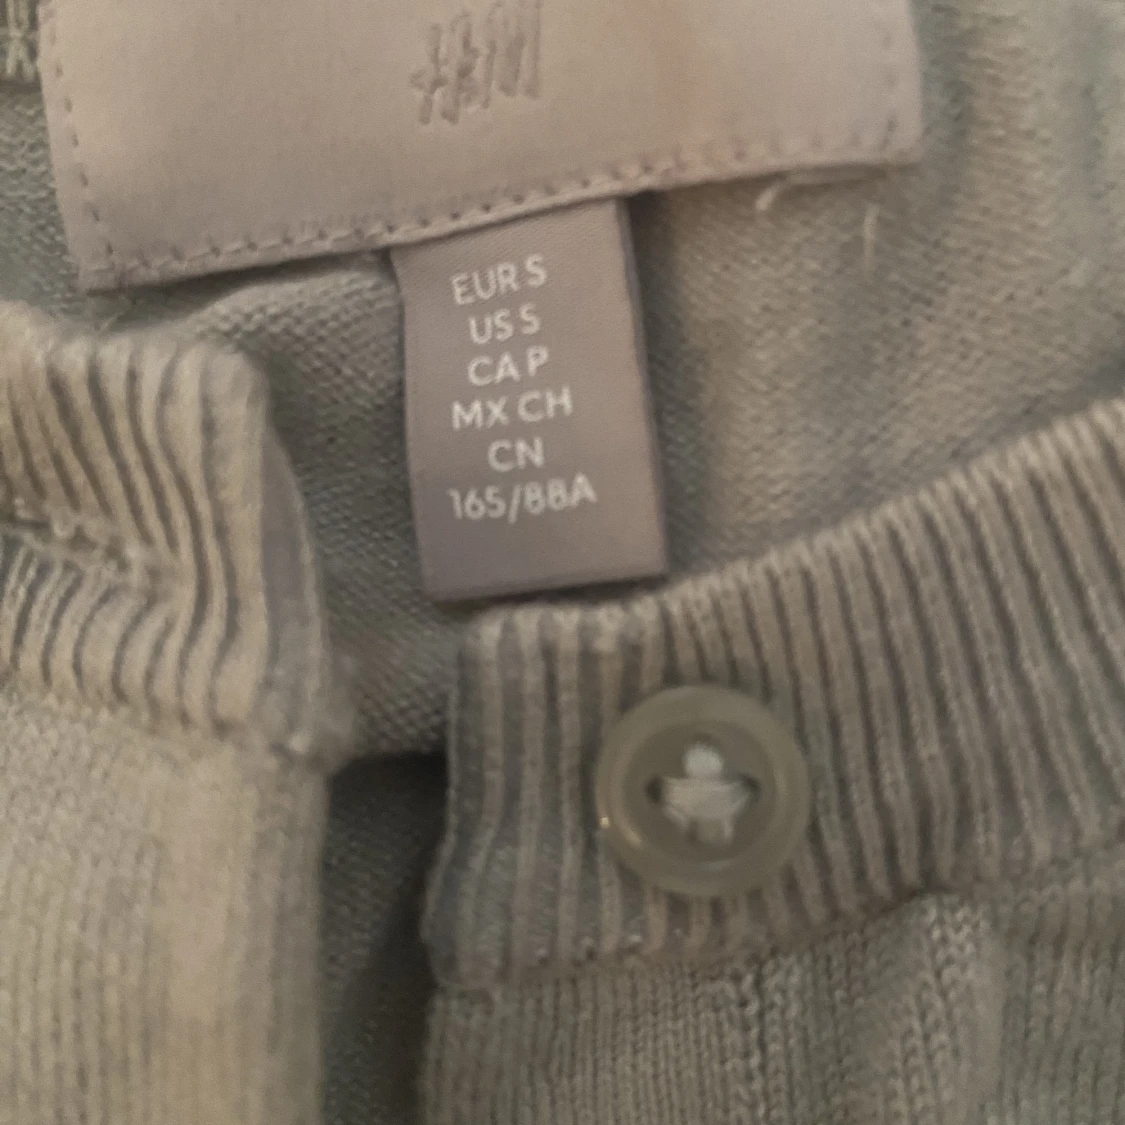 H&M
EUR S
US S
CA P
MX CH
CN
165/88A